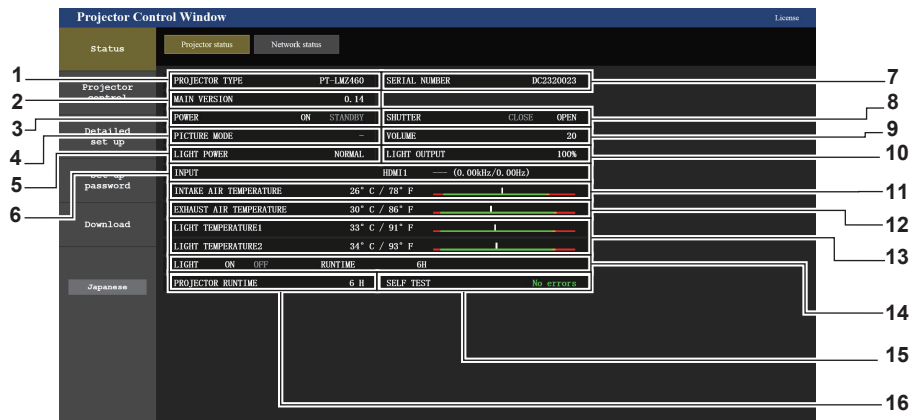 Projector Control Window License
Status
Projector status Network status
1 PROJECTOR TYPE PT-LMZ460 SERIAL NUMBER DC2320023 7
Projector
control
2 MAIN VERSION 0.14
3 POWER ON STANDBY SHUTTER CLOSE OPEN 8
Detailed
set up
4 PICTURE MODE - VOLUME 20 9
5 LIGHT POWER NORMAL LIGHT OUTPUT 100% 10
Set up
password
6 INPUT HDMI1 --- (0.00kHz/0.00Hz)
INTAKE AIR TEMPERATURE 26° C / 78° F 11
EXHAUST AIR TEMPERATURE 30° C / 86° F 12
Download
LIGHT TEMPERATURE1 33° C / 91° F
LIGHT TEMPERATURE2 34° C / 93° F 13
LIGHT ON OFF RUNTIME 6H 14
Japanese
PROJECTOR RUNTIME 6 H SELF TEST No errors
15
16